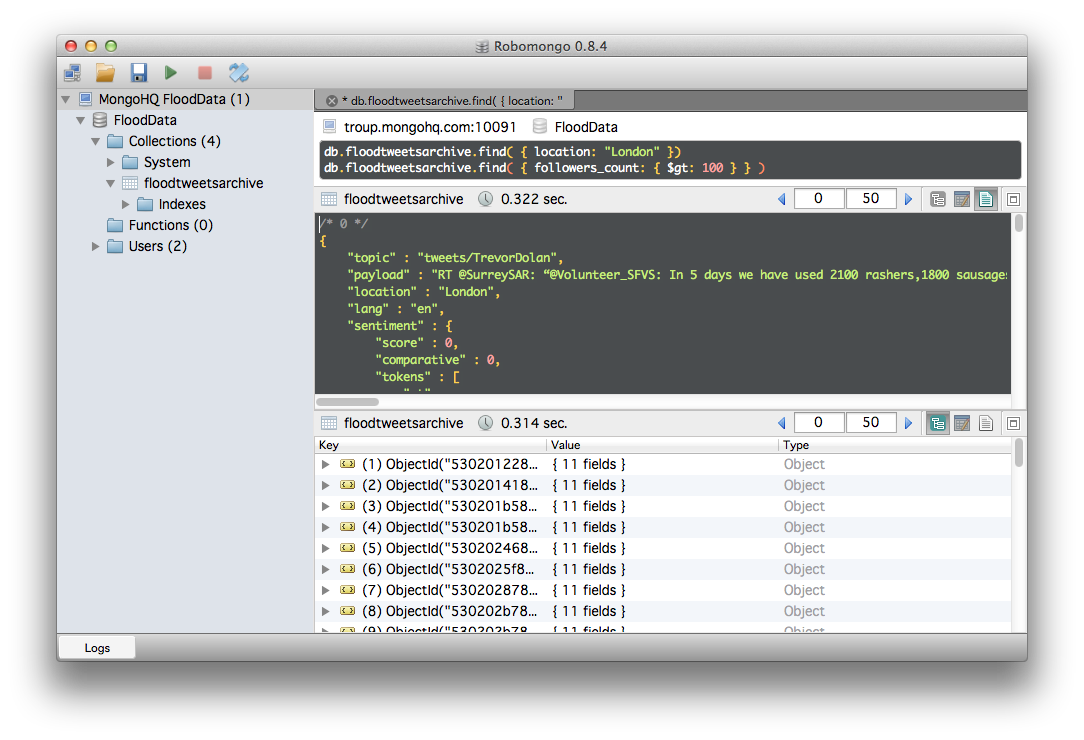 Robomongo 0.8.4
MongoHQ FloodData (1)
FloodData
Collections (4)
System
floodtweetsarchive
Indexes
Functions (0)
Users (2)
* db.floodtweetsarchive.find( { location: "
troup.mongohq.com:10091 FloodData
db.floodtweetsarchive.find( { location: "London" })
db.floodtweetsarchive.find( { followers_count: { $gt: 100 } } )
floodtweetsarchive 0.322 sec. 0 50
/* 0 */
{
"topic" : "tweets/TrevorDolan",
"payload" : "RT @SurreySAR: “@Volunteer_SFVS: In 5 days we have used 2100 rashers,1800 sausages
"location" : "London",
"lang" : "en",
"sentiment" : {
"score" : 0,
"comparative" : 0,
"tokens" : [
floodtweetsarchive 0.314 sec. 0 50
Key Value Type
(1) ObjectId("530201228... { 11 fields } Object
(2) ObjectId("530201418... { 11 fields } Object
(3) ObjectId("530201b58... { 11 fields } Object
(4) ObjectId("530201b58... { 11 fields } Object
(5) ObjectId("530202468... { 11 fields } Object
(6) ObjectId("5302025f8... { 11 fields } Object
(7) ObjectId("530202878... { 11 fields } Object
(8) ObjectId("530202b78... { 11 fields } Object
(9) ObjectId("530202b78... { 11 fields } Object
Logs